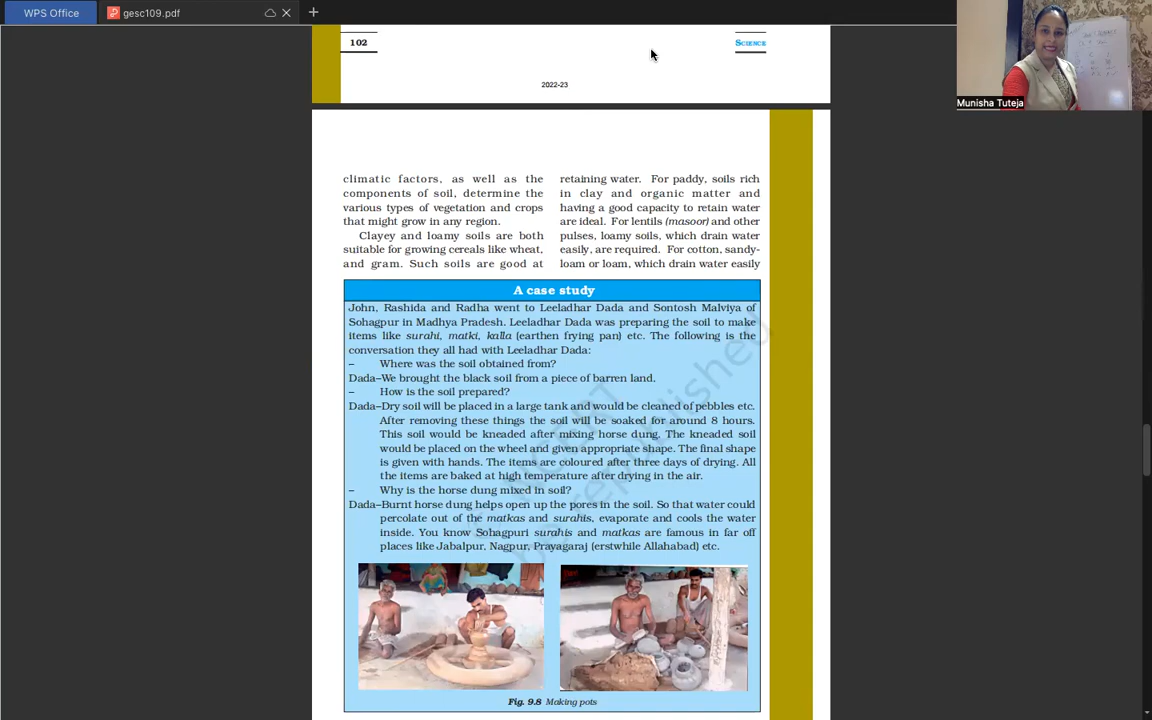 WPS Office
gesc109.pdf
102
SCIENCE
2022-23
Munisha Tuteja
climatic factors, as well as the
components of soil, determine the
various types of vegetation and crops
that might grow in any region.
Clayey and loamy soils are both
suitable for growing cereals like wheat,
and gram. Such soils are good at
retaining water. For paddy, soils rich
in clay and organic matter and
having a good capacity to retain water
are ideal. For lentils (masoor) and other
pulses, loamy soils, which drain water
easily, are required. For cotton, sandy-
loam or loam, which drain water easily
A case study
John, Rashida and Radha went to Leeladhar Dada and Sontosh Malviya of
Sohagpur in Madhya Pradesh. Leeladhar Dada was preparing the soil to make
items like surahi, matki, kalla (earthen frying pan) etc. The following is the
conversation they all had with Leeladhar Dada:
– Where was the soil obtained from?
Dada–We brought the black soil from a piece of barren land.
– How is the soil prepared?
Dada–Dry soil will be placed in a large tank and would be cleaned of pebbles etc.
After removing these things the soil will be soaked for around 8 hours.
This soil would be kneaded after mixing horse dung. The kneaded soil
would be placed on the wheel and given appropriate shape. The final shape
is given with hands. The items are coloured after three days of drying. All
the items are baked at high temperature after drying in the air.
– Why is the horse dung mixed in soil?
Dada–Burnt horse dung helps open up the pores in the soil. So that water could
percolate out of the matkas and surahis, evaporate and cools the water
inside. You know Sohagpuri surahis and matkas are famous in far off
places like Jabalpur, Nagpur, Prayagaraj (erstwhile Allahabad) etc.
Fig. 9.8 Making pots